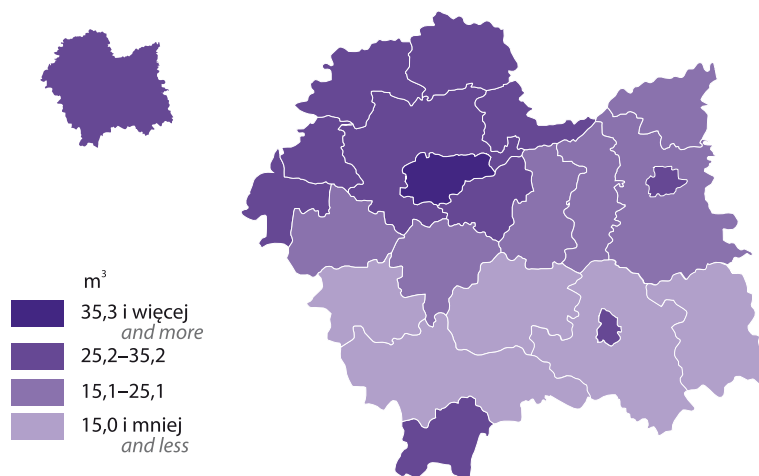 m³
35,3 i więcej
and more
25,2–35,2
15,1–25,1
15,0 i mniej
and less